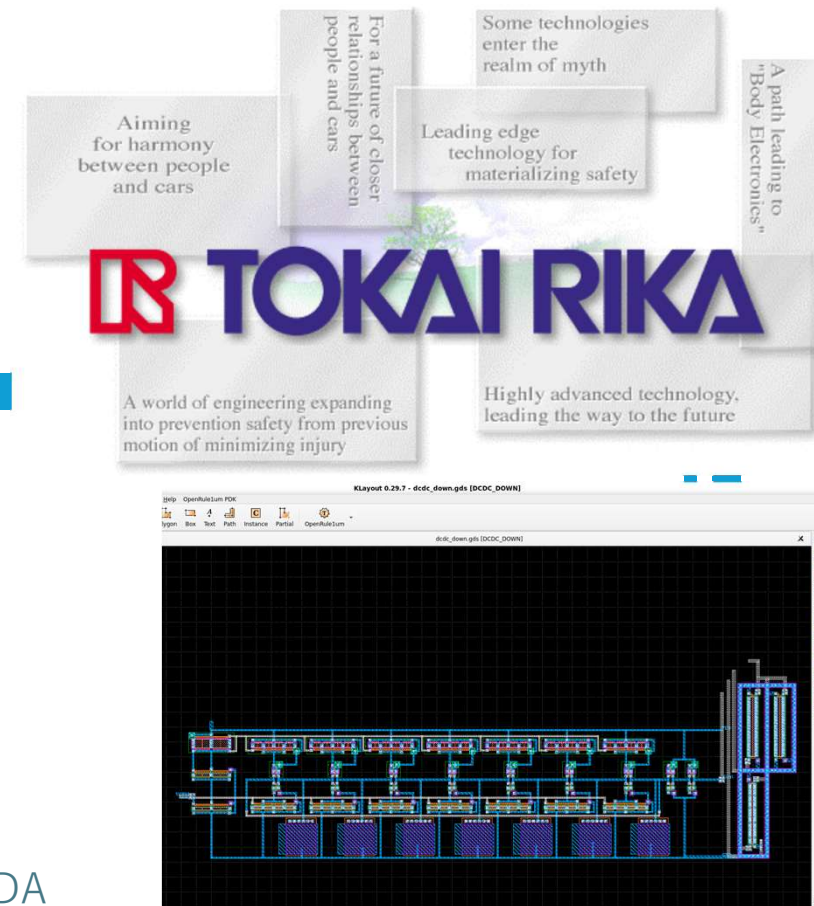 For a future of closer
relationships between
people and cars
Some technologies
enter the
realm of myth
A path leading to
"Body Electronics"
Aiming
for harmony
between people
and cars
Leading edge
technology for
materializing safety
TOKAI RIKA
A world of engineering expanding
into prevention safety from previous
motion of minimizing injury
Highly advanced technology,
leading the way to the future
KLayout 0.29.7 - dcdc_down.gds [DCDC_DOWN]
Help OpenRule1um PDK
lygon Box Text Path Instance Partial OpenRule1um
dcdc_down.gds [DCDC_DOWN]
DA